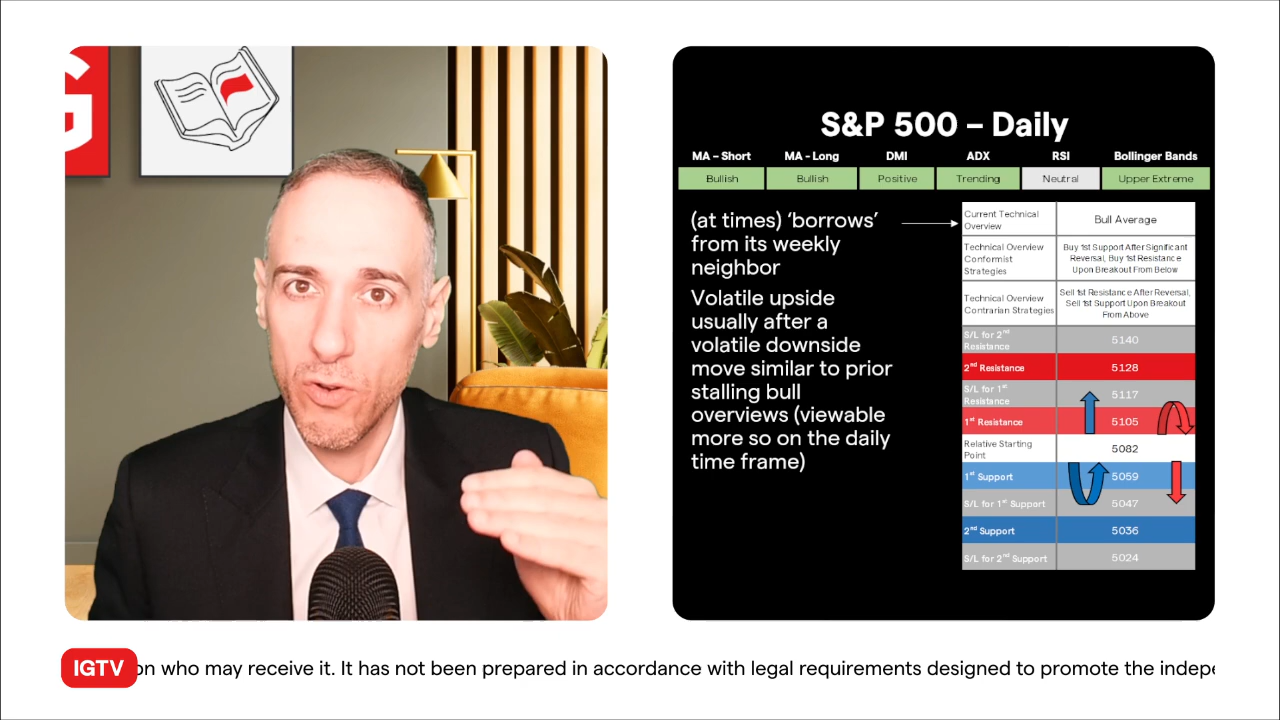 G
S&P 500 – Daily
MA – Short MA - Long DMI ADX RSI Bollinger Bands
Bullish Bullish Positive Trending Neutral Upper Extreme
(at times) ‘borrows’
from its weekly
neighbor
Volatile upside
usually after a
volatile downside
move similar to prior
stalling bull
overviews (viewable
more so on the daily
time frame)
Current Technical
Overview
Bull Average
Technical Overview
Conformist
Strategies
Buy 1st Support After Significant
Reversal, Buy 1st Resistance
Upon Breakout From Below
Technical Overview
Contrarian Strategies
Sell 1st Resistance After Reversal,
Sell 1st Support Upon Breakout
From Above
S/L for 2nd
Resistance
5140
2nd Resistance 5128
S/L for 1st
Resistance
5117
1st Resistance 5105
Relative Starting
Point
5082
1st Support 5059
S/L for 1st Support 5047
2nd Support 5036
S/L for 2nd Support 5024
IGTV on who may receive it. It has not been prepared in accordance with legal requirements designed to promote the indepe